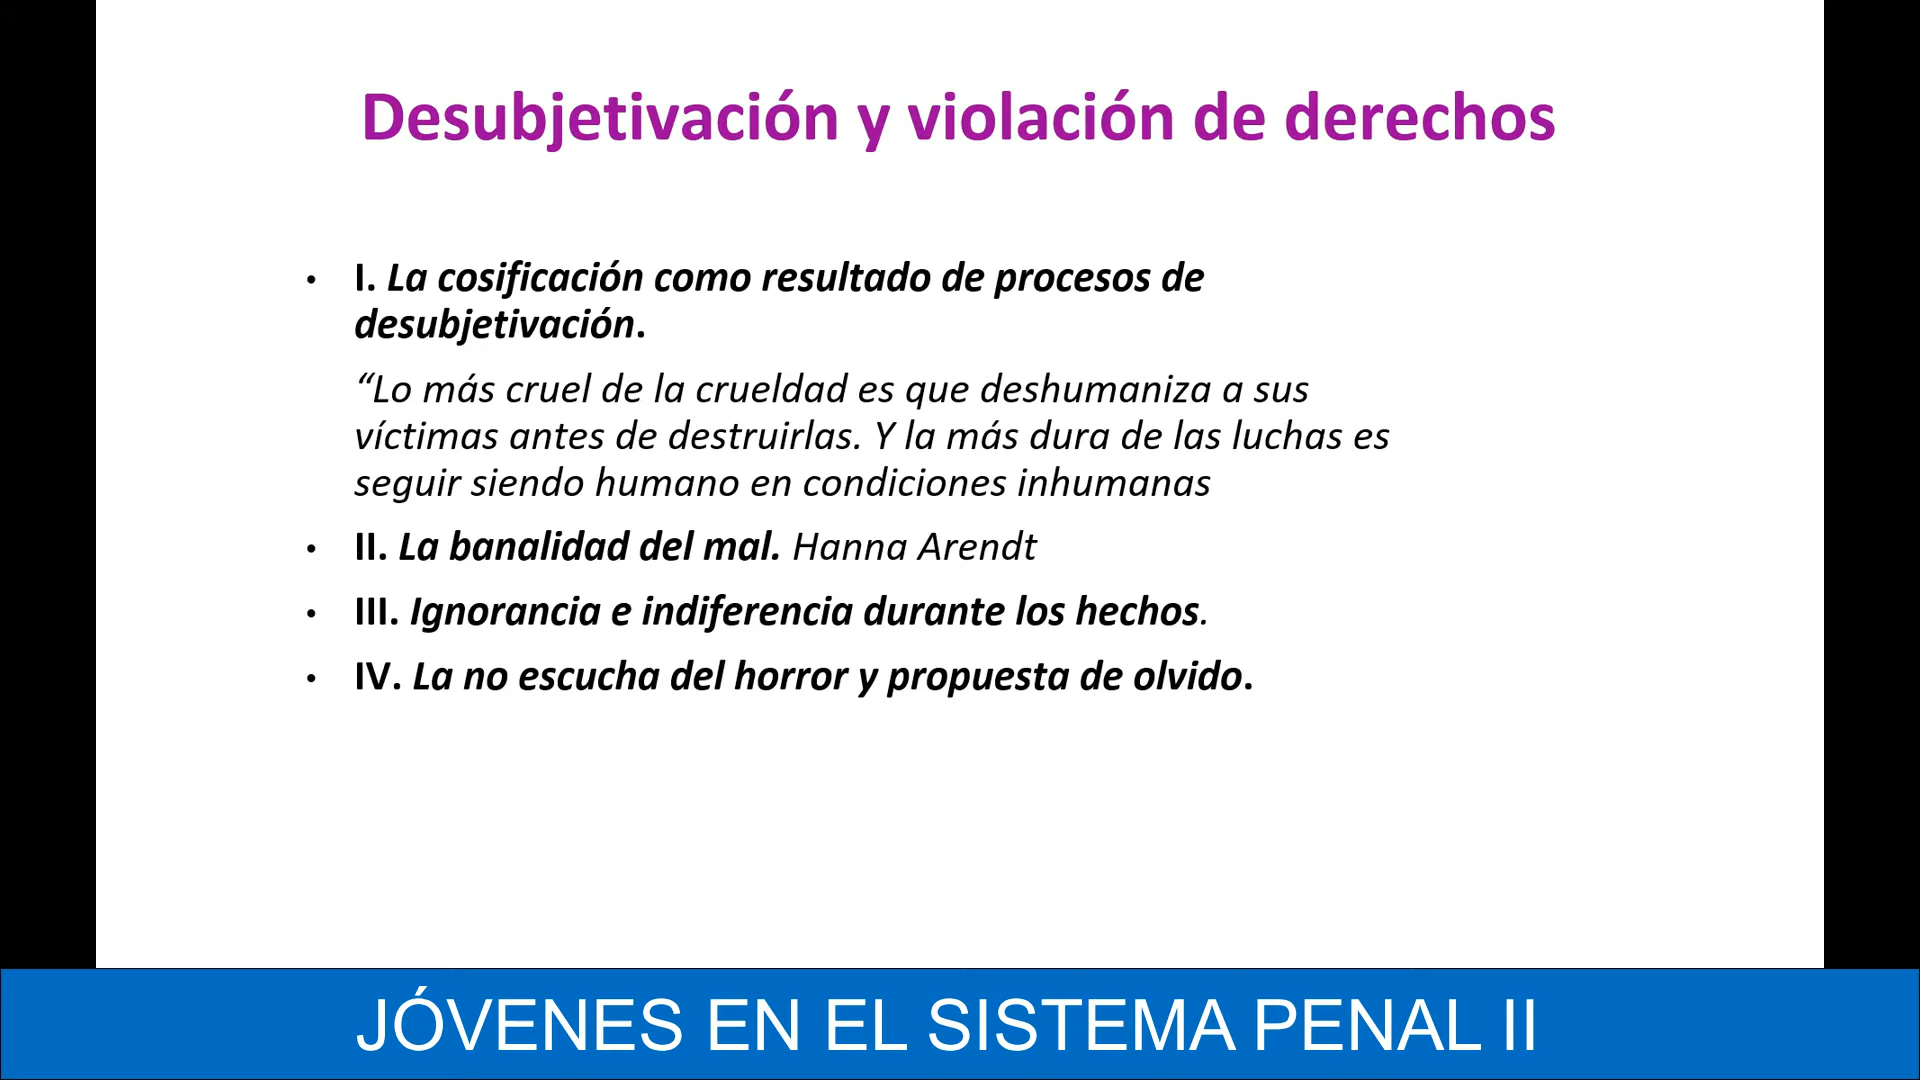 Desubjetivación y violación de derechos
• I. La cosificación como resultado de procesos de
desubjetivación.
“Lo más cruel de la crueldad es que deshumaniza a sus
víctimas antes de destruirlas. Y la más dura de las luchas es
seguir siendo humano en condiciones inhumanas
• II. La banalidad del mal. Hanna Arendt
• III. Ignorancia e indiferencia durante los hechos.
• IV. La no escucha del horror y propuesta de olvido.
JÓVENES EN EL SISTEMA PENAL II